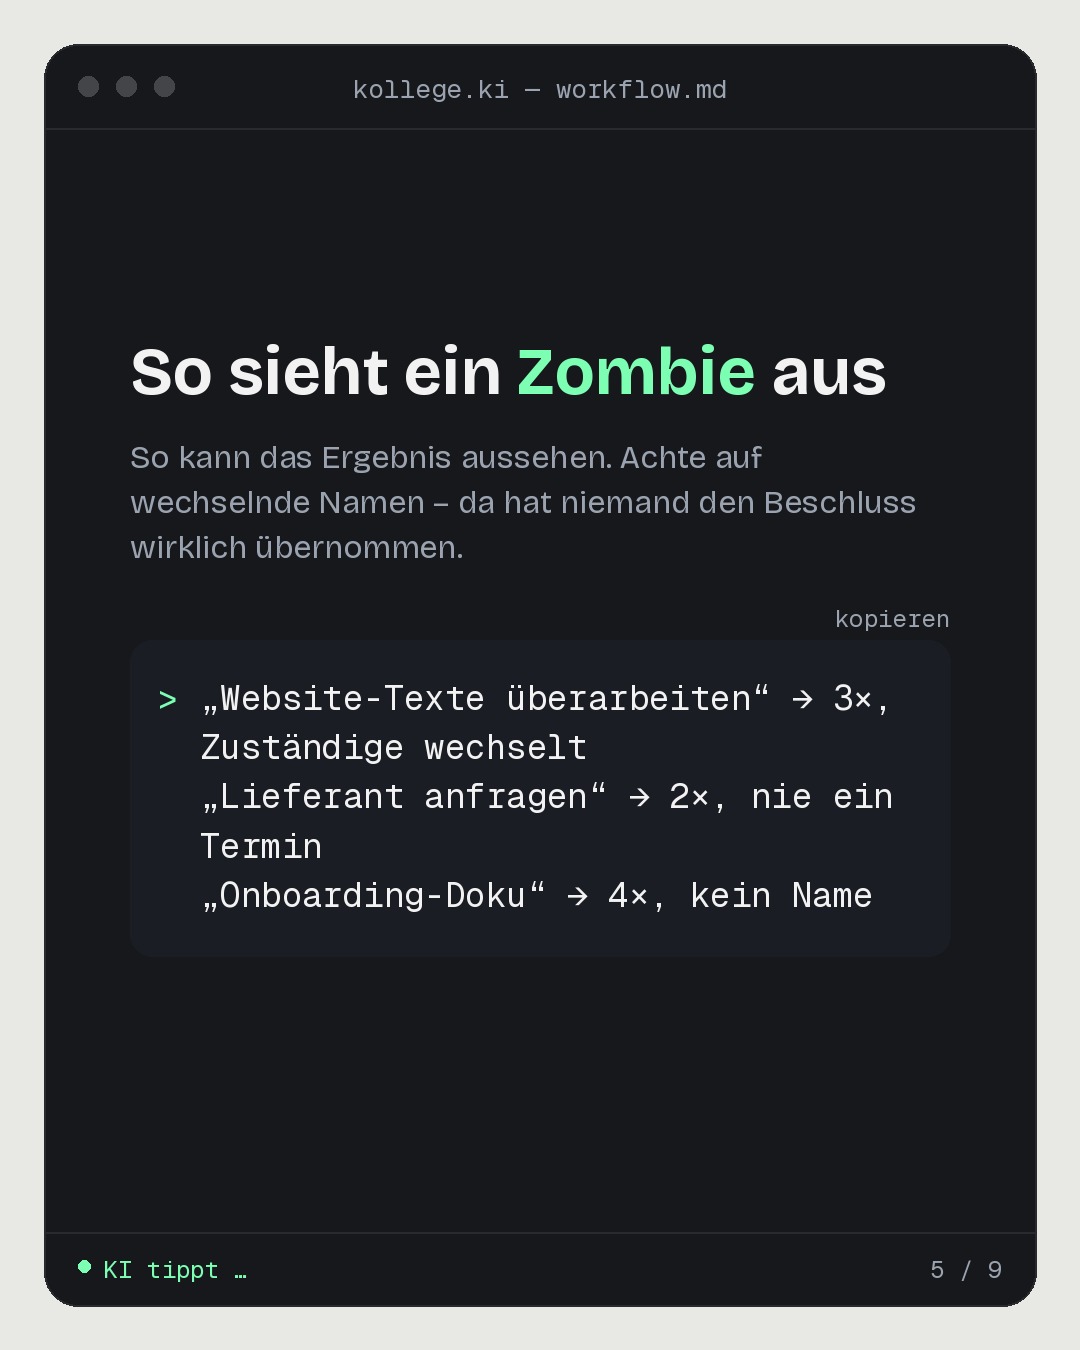 kollege.ki — workflow.md
So sieht ein Zombie aus
So kann das Ergebnis aussehen. Achte auf
wechselnde Namen – da hat niemand den Beschluss
wirklich übernommen.
kopieren
> „Website-Texte überarbeiten“ → 3×,
Zuständige wechselt
„Lieferant anfragen“ → 2×, nie ein
Termin
„Onboarding-Doku“ → 4×, kein Name
KI tippt …
5 / 9